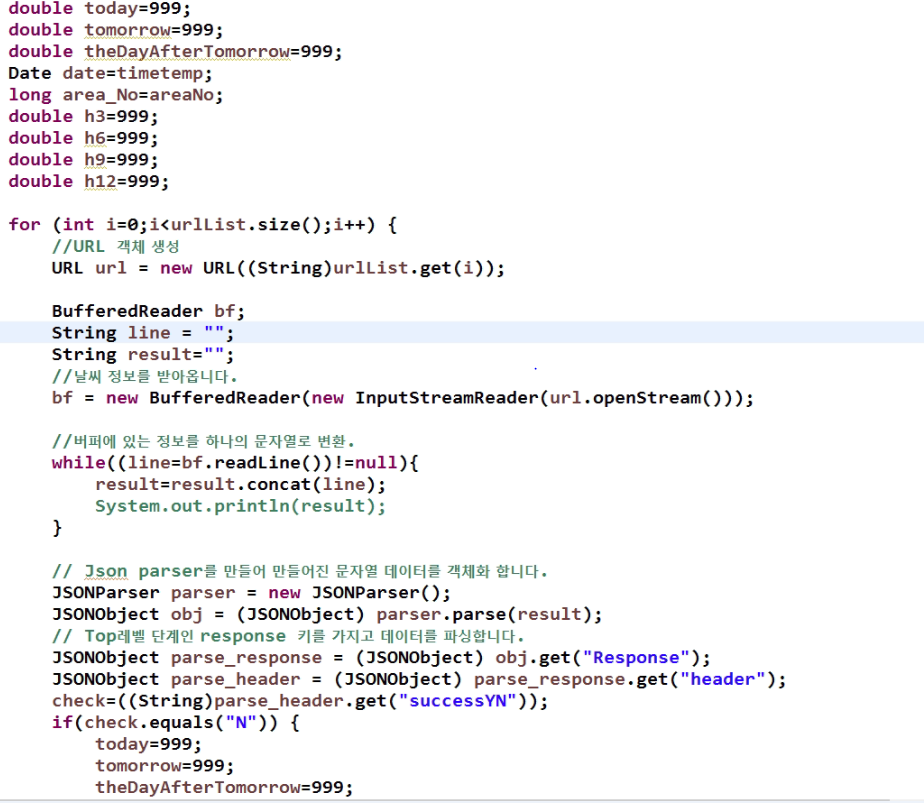 double today=999;
double tomorrow=999;
double theDayAfterTomorrow=999;
Date date=timetemp;
long area_No=areaNo;
double h3=999;
double h6=999;
double h9=999;
double h12=999;
for (int i=0;i<urlList.size();i++) {
//URL 객체 생성
URL url = new URL((String)urlList.get(i));
BufferedReader bf;
String line = "";
String result="";
//날씨 정보를 받아옵니다.
bf = new BufferedReader(new InputStreamReader(url.openStream()));
//버퍼에 있는 정보를 하나의 문자열로 변환.
while((line=bf.readLine())!=null){
result=result.concat(line);
System.out.println(result);
}
// Json parser를 만들어 만들어진 문자열 데이터를 객체화 합니다.
JSONParser parser = new JSONParser();
JSONObject obj = (JSONObject) parser.parse(result);
// Top레벨 단계인 response 키를 가지고 데이터를 파싱합니다.
JSONObject parse_response = (JSONObject) obj.get("Response");
JSONObject parse_header = (JSONObject) parse_response.get("header");
check=((String)parse_header.get("successYN"));
if(check.equals("N")) {
today=999;
tomorrow=999;
theDayAfterTomorrow=999;